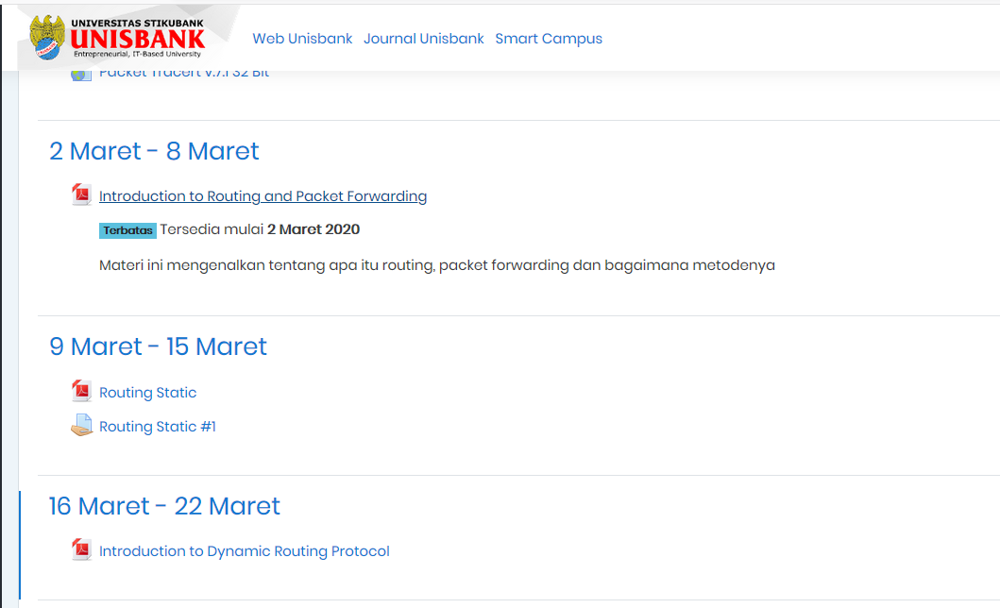 UNIVERSITAS STIKUBANK
UNISBANK
Entrepreneurial, IT-Based University
Web Unisbank Journal Unisbank Smart Campus
Packet Tracert v.7.1 32 Bit
2 Maret - 8 Maret
Introduction to Routing and Packet Forwarding
Terbatas Tersedia mulai 2 Maret 2020
Materi ini mengenalkan tentang apa itu routing, packet forwarding dan bagaimana metodenya
9 Maret - 15 Maret
Routing Static
Routing Static #1
16 Maret - 22 Maret
Introduction to Dynamic Routing Protocol